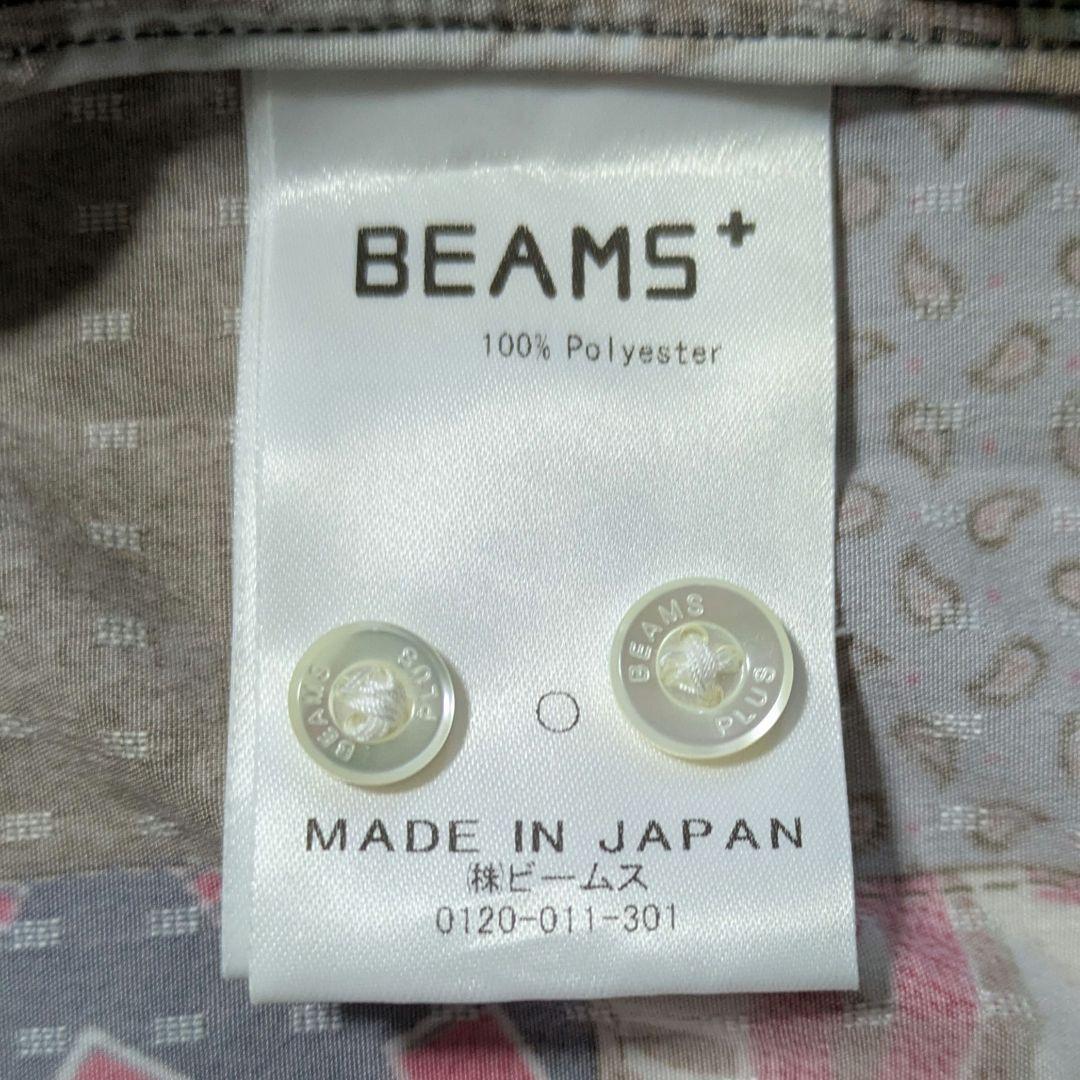 BEAMS+
100% Polyester
BEAMS PLUS
BEAMS PLUS
MADE IN JAPAN
㈱ビームス
0120-011-301